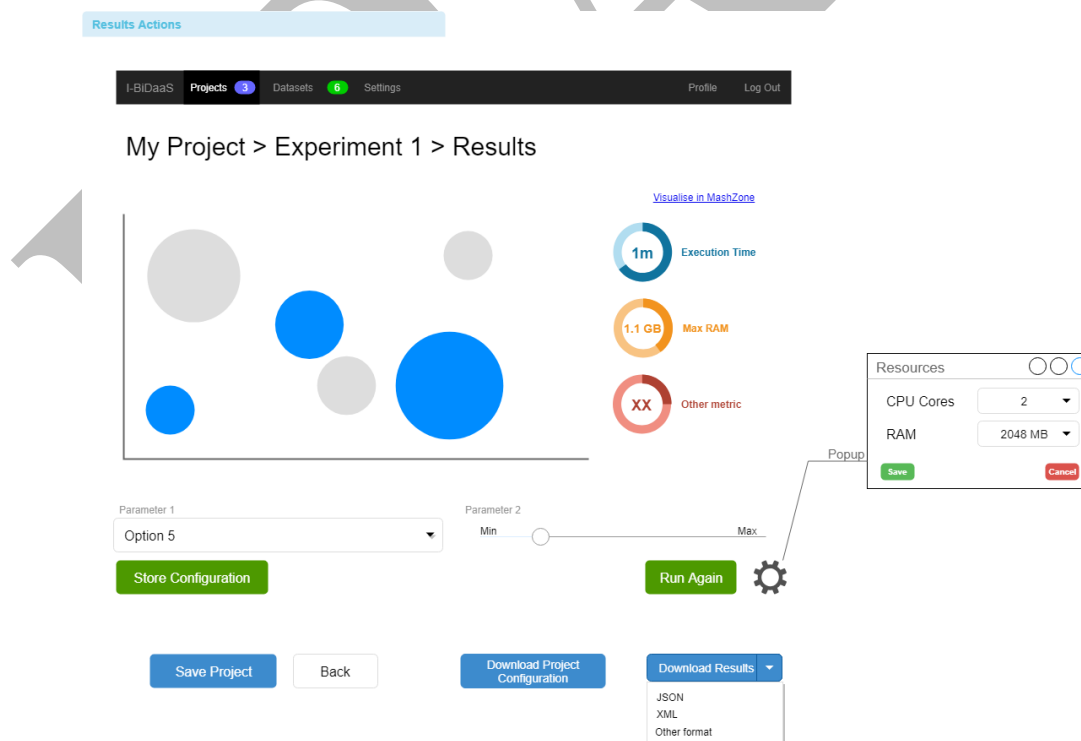 Results Actions
I-BiDaaS Projects 3 Datasets 6 Settings Profile Log Out
My Project > Experiment 1 > Results
Visualise in MashZone
1m Execution Time
1.1 GB Max RAM
XX Other metric
Resources
CPU Cores 2
RAM 2048 MB
Save Cancel
Popup
Parameter 1
Option 5
Parameter 2
Min Max
Store Configuration
Run Again
Save Project
Back
Download Project
Configuration
Download Results
JSON
XML
Other format